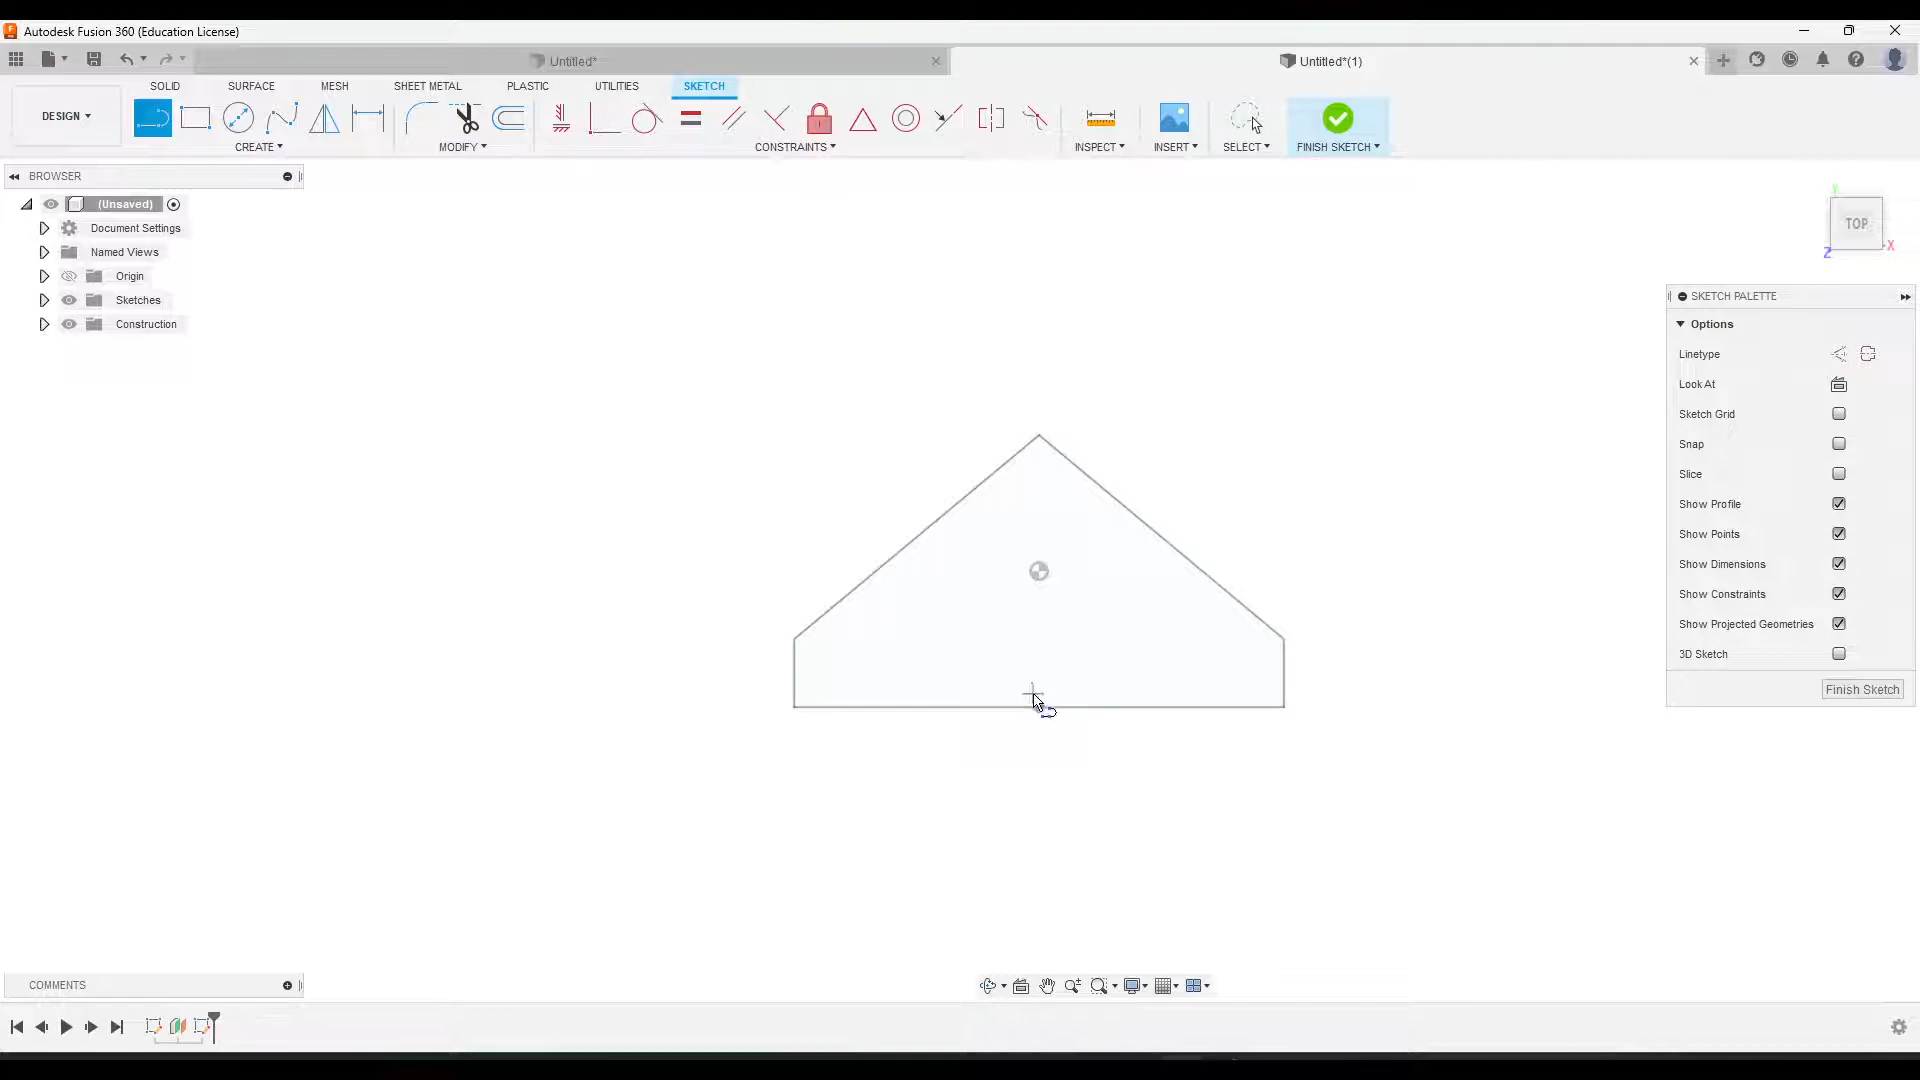 Autodesk Fusion 360 (Education License)
Untitled*
Untitled*(1)
SOLID
SURFACE
MESH
SHEET METAL
PLASTIC
UTILITIES
SKETCH
DESIGN
CREATE
MODIFY
CONSTRAINTS
INSPECT
INSERT
SELECT
FINISH SKETCH
BROWSER
(Unsaved)
Document Settings
Named Views
Origin
Sketches
Construction
Y
TOP
X
Z
SKETCH PALETTE
Options
Linetype
Look At
Sketch Grid
Snap
Slice
Show Profile
Show Points
Show Dimensions
Show Constraints
Show Projected Geometries
3D Sketch
Finish Sketch
COMMENTS